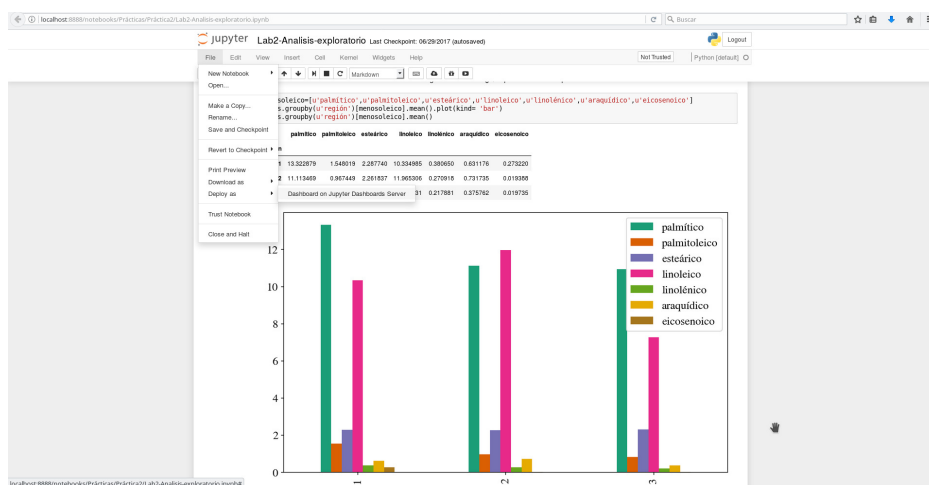 localhost:8888/notebooks/Prácticas/Práctica2/Lab2-Analisis-exploratorio.ipynb
Buscar
jupyter Lab2-Analisis-exploratorio Last Checkpoint: 06/29/2017 (autosaved)
Logout
File Edit View Insert Cell Kernel Widgets Help
Not Trusted
Python [default]
Markdown
New Notebook
Open...
Make a Copy...
Rename...
Save and Checkpoint
Revert to Checkpoint
Print Preview
Download as
Deploy as
Dashboard on Jupyter Dashboards Server
Trust Notebook
Close and Halt
soleico=[u'palmítico',u'palmitoleico',u'esteárico',u'linoleico',u'linolénico',u'araquídico',u'eicosenoico']
s.groupby(u'región')[menosoleico].mean().plot(kind= 'bar')
s.groupby(u'región')[menosoleico].mean()
palmítico palmitoleico esteárico linoleico linolénico araquídico eicosenoico
n
1 13.322879 1.548019 2.287740 10.334985 0.380650 0.631176 0.273220
2 11.113469 0.967449 2.261837 11.965306 0.270918 0.731735 0.019388
31 0.217881 0.375762 0.019735
palmítico
palmitoleico
esteárico
linoleico
linolénico
araquídico
eicosenoico
12
10
8
6
4
2
0
1
2
3
localhost:8888/notebooks/Prácticas/Práctica2/Lab2-Analisis-exploratorio.ipynb#